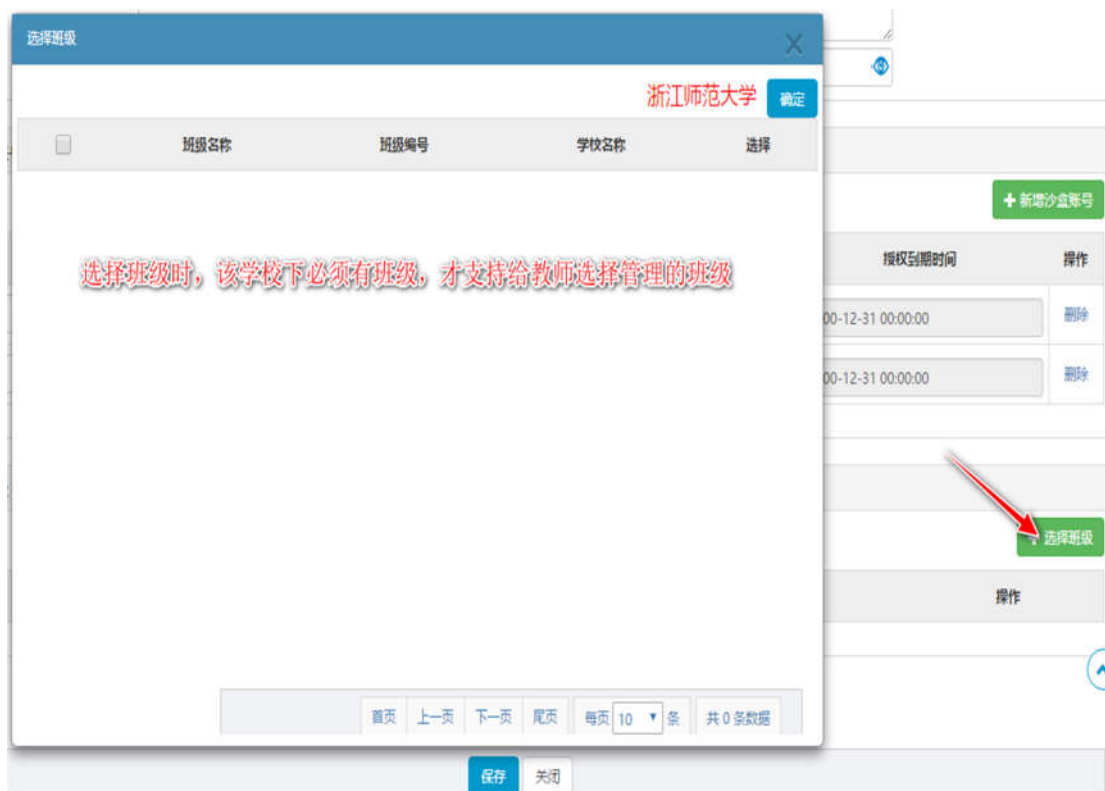 选择班级
X
浙江师范大学 确定
班级名称 班级编号 学校名称 选择
+ 新增沙盒账号
授权到期时间 操作
选择班级时，该学校下必须有班级，才支持给教师选择管理的班级
00-12-31 00:00:00 删除
00-12-31 00:00:00 删除
选择班级
操作
首页 上一页 下一页 尾页 每页 10 条 共 0 条数据
保存 关闭